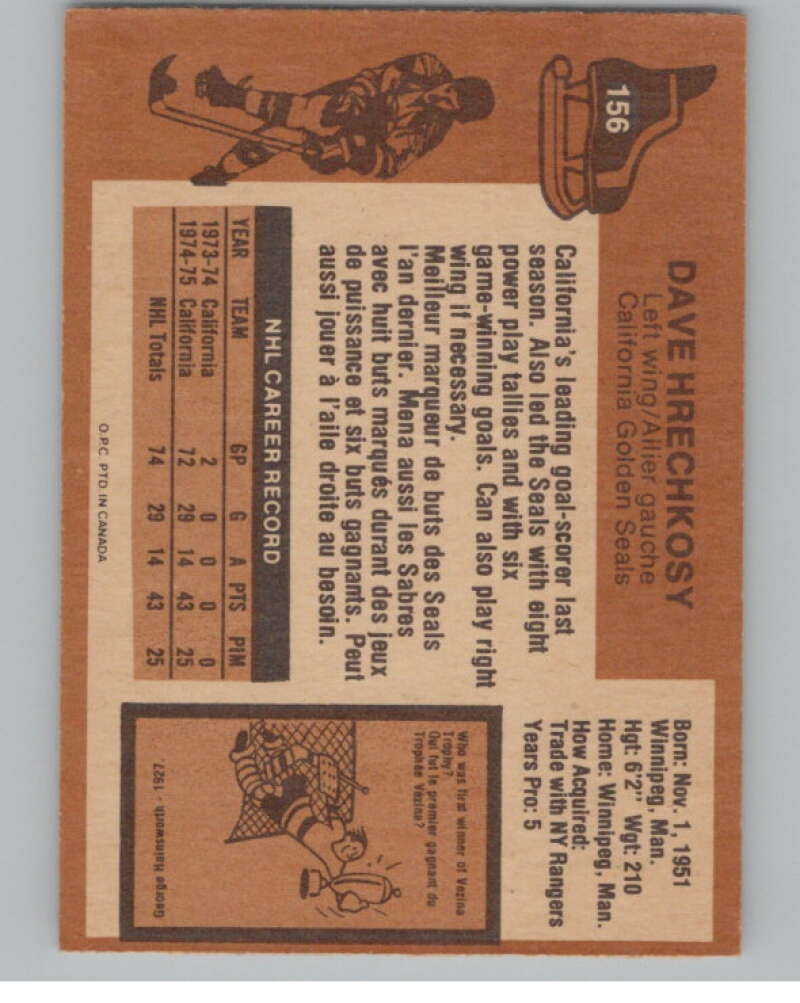 156
DAVE HRECHKOSY
Left wing/Ailier gauche
California Golden Seals
Born: Nov. 1, 1951
Winnipeg, Man.
Hgt: 6'2" Wgt: 210
Home: Winnipeg, Man.
How Acquired:
Trade with NY Rangers
Years Pro: 5
California's leading goal-scorer last
season. Also led the Seals with eight
power play tallies and with six
game-winning goals. Can also play right
wing if necessary.
Meilleur marqueur de buts des Seals
l'an dernier. Mena aussi les Sabres
avec huit buts marqués durant des jeux
de puissance et six buts gagnants. Peut
aussi jouer à l'aile droite au besoin.
NHL CAREER RECORD
YEAR TEAM GP G A PTS PIM
1973-74 California 2 0 0 0 0
1974-75 California 72 29 14 43 25
NHL Totals 74 29 14 43 25
Who was first winner of Vezina
Trophy?
Qui fut le premier gagnant du
Trophée Vézina?
George Hainsworth - 1927
O.P.C. PTD. IN CANADA